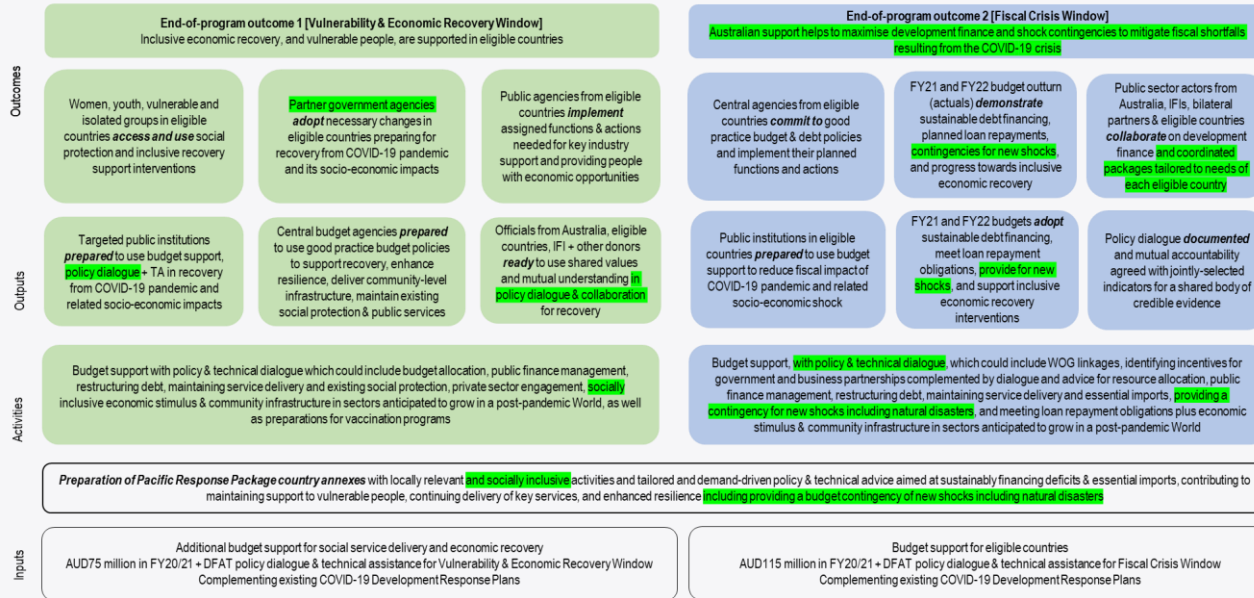 End-of-program outcome 1 [Vulnerability & Economic Recovery Window]
Inclusive economic recovery, and vulnerable people, are supported in eligible countries
End-of-program outcome 2 [Fiscal Crisis Window]
Australian support helps to maximise development finance and shock contingencies to mitigate fiscal shortfalls
resulting from the COVID-19 crisis
Outcomes
Women, youth, vulnerable and
isolated groups in eligible
countries access and use social
protection and inclusive recovery
support interventions
Partner government agencies
adopt necessary changes in
eligible countries preparing for
recovery from COVID-19 pandemic
and its socio-economic impacts
Public agencies from eligible
countries implement
assigned functions & actions
needed for key industry
support and providing people
with economic opportunities
Central agencies from eligible
countries commit to good
practice budget & debt policies
and implement their planned
functions and actions
FY21 and FY22 budget outturn
(actuals) demonstrate
sustainable debt financing,
planned loan repayments,
contingencies for new shocks,
and progress towards inclusive
economic recovery
Public sector actors from
Australia, IFIs, bilateral
partners & eligible countries
collaborate on development
finance and coordinated
packages tailored to needs of
each eligible country
Outputs
Targeted public institutions
prepared to use budget support,
policy dialogue + TA in recovery
from COVID-19 pandemic and
related socio-economic impacts
Central budget agencies prepared
to use good practice budget policies
to support recovery, enhance
resilience, deliver community-level
infrastructure, maintain existing
social protection & public services
Officials from Australia, eligible
countries, IFI + other donors
ready to use shared values
and mutual understanding in
policy dialogue & collaboration
for recovery
Public institutions in eligible
countries prepared to use budget
support to reduce fiscal impact of
COVID-19 pandemic and related
socio-economic shock
FY21 and FY22 budgets adopt
sustainable debt financing,
meet loan repayment
obligations, provide for new
shocks, and support inclusive
economic recovery
interventions
Policy dialogue documented
and mutual accountability
agreed with jointly-selected
indicators for a shared body of
credible evidence
Activities
Budget support with policy & technical dialogue which could include budget allocation, public finance management,
restructuring debt, maintaining service delivery and existing social protection, private sector engagement, socially
inclusive economic stimulus & community infrastructure in sectors anticipated to grow in a post-pandemic World, as well
as preparations for vaccination programs
Budget support, with policy & technical dialogue, which could include WOG linkages, identifying incentives for
government and business partnerships complemented by dialogue and advice for resource allocation, public
finance management, restructuring debt, maintaining service delivery and essential imports, providing a
contingency for new shocks including natural disasters, and meeting loan repayment obligations plus economic
stimulus & community infrastructure in sectors anticipated to grow in a post-pandemic World
Preparation of Pacific Response Package country annexes with locally relevant and socially inclusive activities and tailored and demand-driven policy & technical advice aimed at sustainably financing deficits & essential imports, contributing to
maintaining support to vulnerable people, continuing delivery of key services, and enhanced resilience including providing a budget contingency of new shocks including natural disasters
Inputs
Additional budget support for social service delivery and economic recovery
AUD75 million in FY20/21 + DFAT policy dialogue & technical assistance for Vulnerability & Economic Recovery Window
Complementing existing COVID-19 Development Response Plans
Budget support for eligible countries
AUD115 million in FY20/21 + DFAT policy dialogue & technical assistance for Fiscal Crisis Window
Complementing existing COVID-19 Development Response Plans